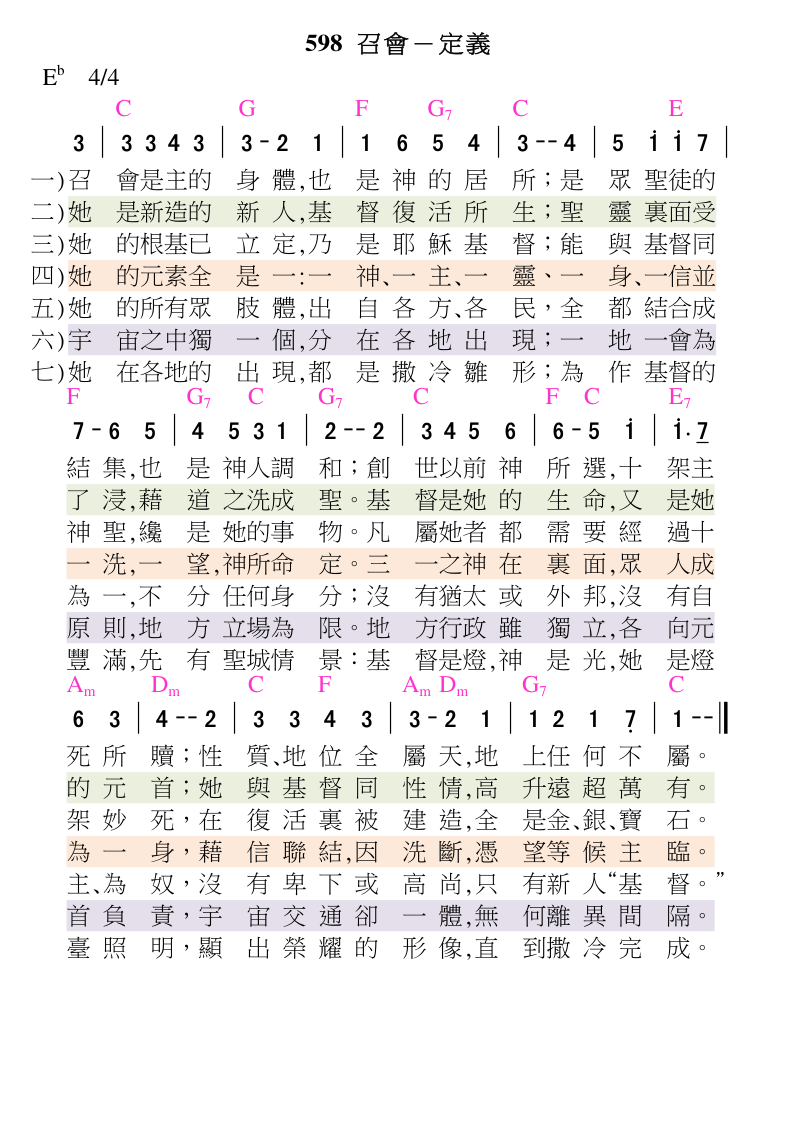 598 召會－定義
E♭ 4/4
C G F G7 C E
3 | 3 3 4 3 | 3 - 2 1 | 1 6 5 4 | 3 - - 4 | 5 i i 7 |
一)召 會是主的 身體,也 是神的居 所；是 眾聖徒的
二)她 是新造的 新人,基 督復活所 生；聖 靈裏面受
三)她 的根基已 立定,乃 是耶穌基 督；能 與基督同
四)她 的元素全 是一:一 神、一主、一 靈、一 身、一信並
五)她 的所有眾 肢體,出 自各方、各 民，全 都結合成
六)宇 宙之中獨 一個,分 在各地出 現；一 地一會為
七)她 在各地的 出現,都 是撒冷雛 形；為 作基督的
F G7 C G7 C F C E7
7 - 6 5 | 4 5 3 1 | 2 - - 2 | 3 4 5 6 | 6 - 5 i | i. 7
結集,也 是神人調 和；創 世以前神 所選,十 架主
了浸,藉 道之洗成 聖。基 督是她的 生命,又 是她
神聖,纔 是她的事 物。凡 屬她者都 需要經 過十
一洗,一 望,神所命 定。三 一之神在 裏面,眾 人成
為一,不 分任何身 分；沒 有猶太或 外邦,沒 有自
原則,地 方立場為 限。地 方行政雖 獨立,各 向元
豐滿,先 有聖城情 景：基 督是燈,神 是光,她 是燈
Am Dm C F Am Dm G7 C
6 3 | 4 - - 2 | 3 3 4 3 | 3 - 2 1 | 1 2 1 7̣ | 1 - - ‖
死所 贖；性 質、地位全 屬天,地 上任何不 屬。
的元 首；她 與基督同 性情,高 升遠超萬 有。
架妙 死，在 復活裏被 建造,全 是金、銀、寶 石。
為一 身，藉 信聯結,因 洗斷,憑 望等候主 臨。
主、為 奴，沒 有卑下或 高尚,只 有新人“基 督。”
首負 責，宇 宙交通卻 一體,無 何離異間 隔。
臺照 明，顯 出榮耀的 形像,直 到撒冷完 成。